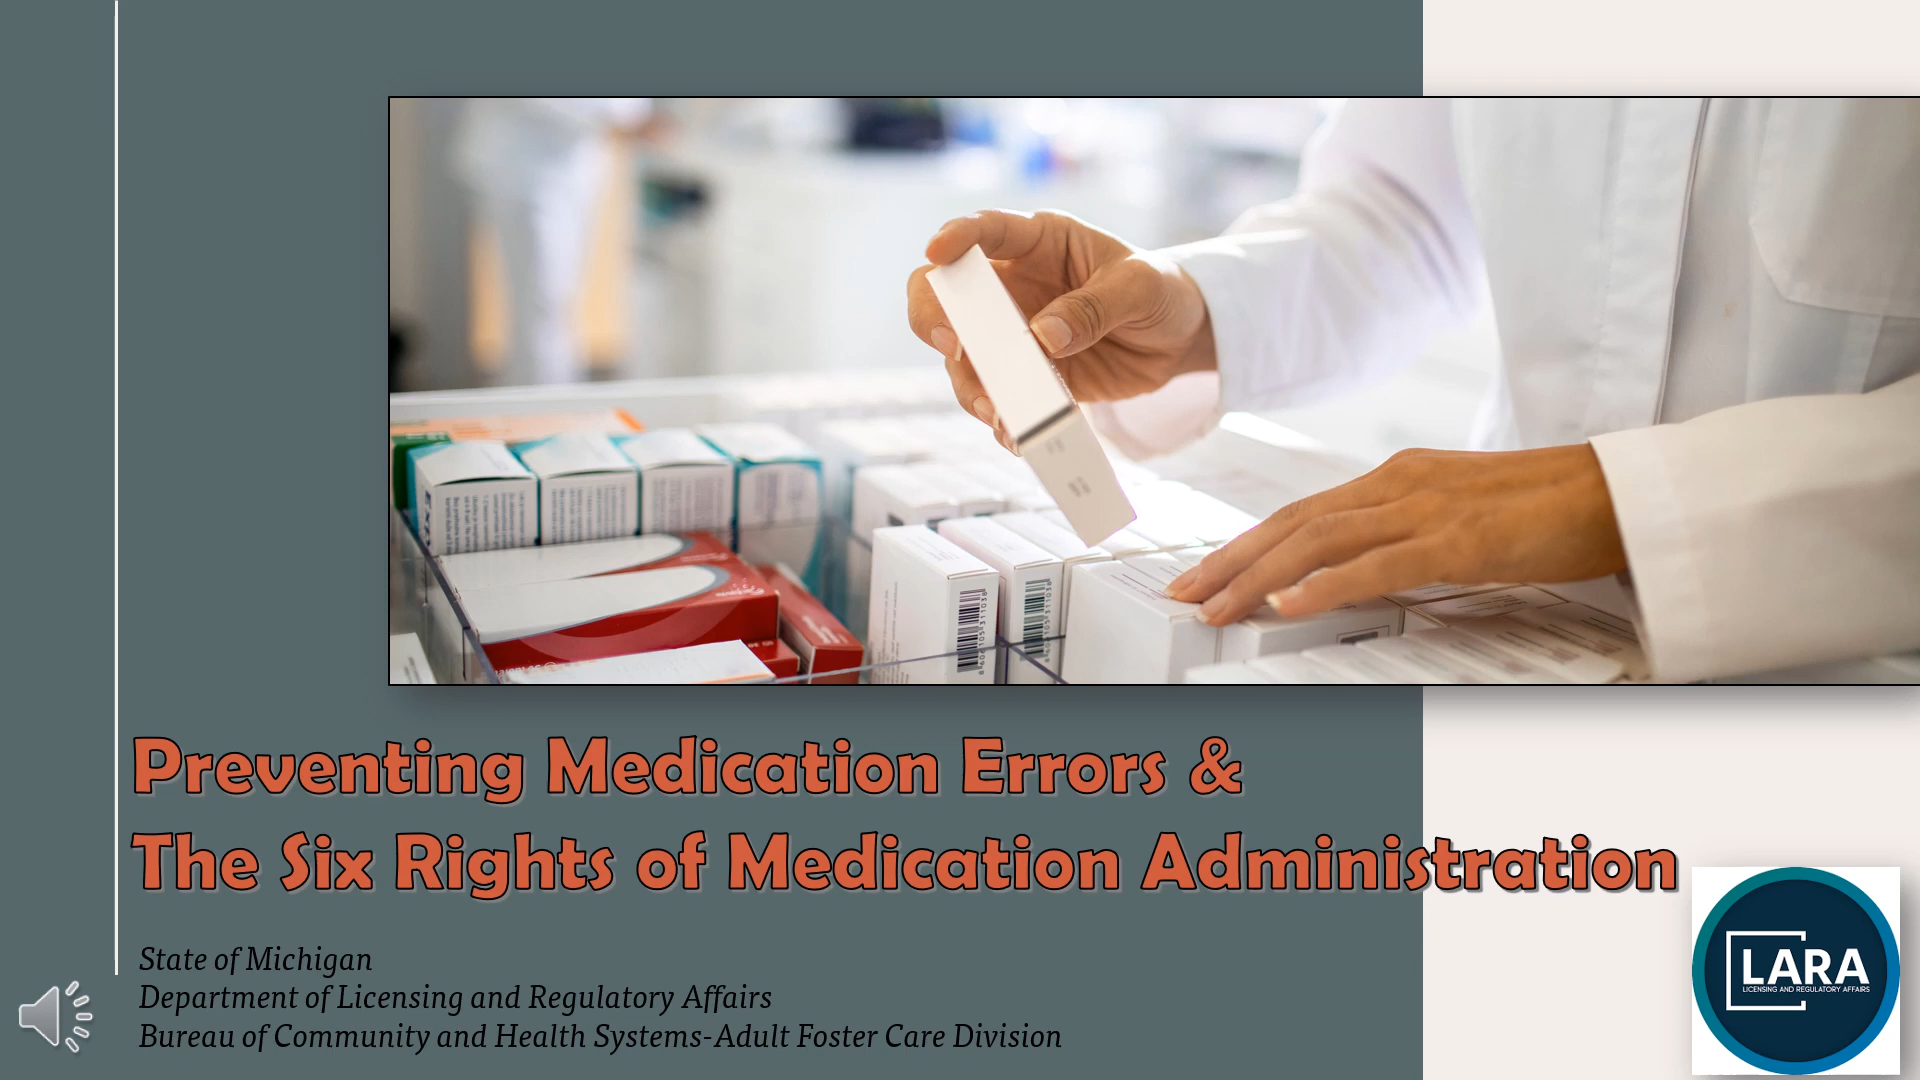 Preventing Medication Errors &
The Six Rights of Medication Administration
State of Michigan
Department of Licensing and Regulatory Affairs
Bureau of Community and Health Systems-Adult Foster Care Division
LARA
LICENSING AND REGULATORY AFFAIRS